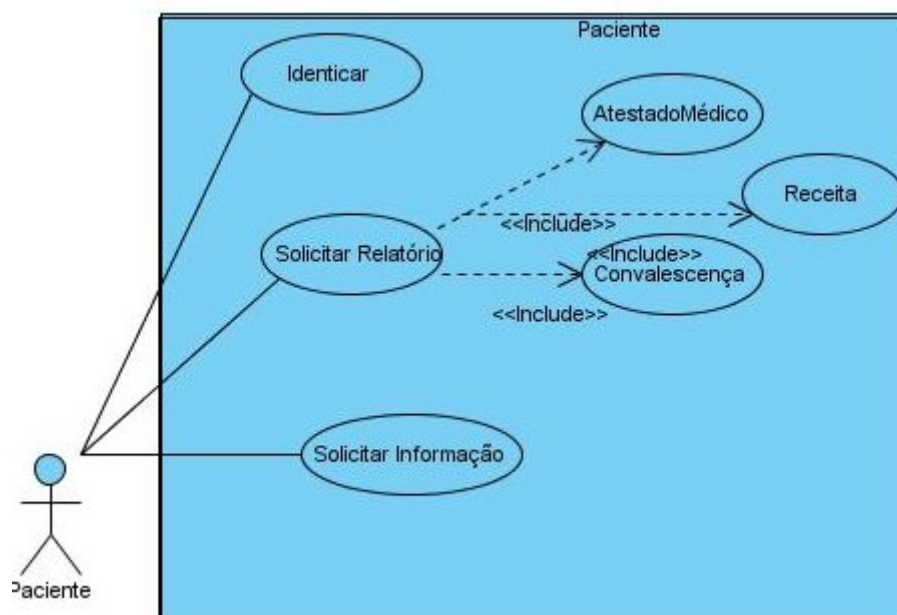 Paciente
Identicar
AtestadoMédico
Receita
<<Include>>
Solicitar Relatório
<<Include>>
Convalescença
<<Include>>
Solicitar Informação
Paciente